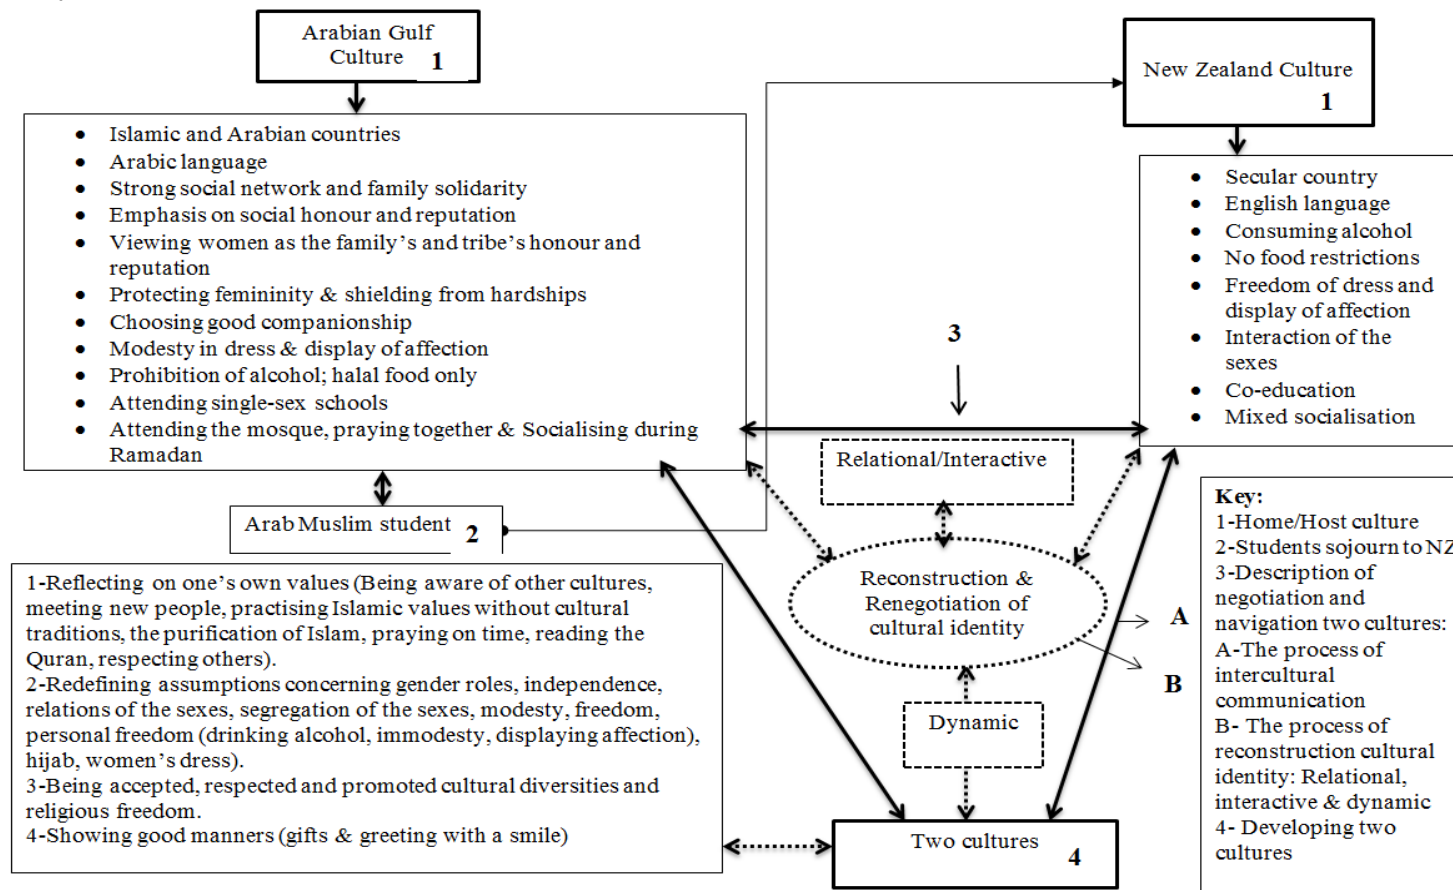 Arabian Gulf
Culture 1
New Zealand Culture
1
• Islamic and Arabian countries
• Arabic language
• Strong social network and family solidarity
• Emphasis on social honour and reputation
• Viewing women as the family's and tribe's honour and
reputation
• Protecting femininity & shielding from hardships
• Choosing good companionship
• Modesty in dress & display of affection
• Prohibition of alcohol; halal food only
• Attending single-sex schools
• Attending the mosque, praying together & Socialising during
Ramadan
• Secular country
• English language
• Consuming alcohol
• No food restrictions
• Freedom of dress and
display of affection
• Interaction of the
sexes
• Co-education
• Mixed socialisation
3
Relational/Interactive
Arab Muslim student 2
Reconstruction &
Renegotiation of
cultural identity
A
B
Dynamic
1-Reflecting on one's own values (Being aware of other cultures,
meeting new people, practising Islamic values without cultural
traditions, the purification of Islam, praying on time, reading the
Quran, respecting others).
2-Redefining assumptions concerning gender roles, independence,
relations of the sexes, segregation of the sexes, modesty, freedom,
personal freedom (drinking alcohol, immodesty, displaying affection),
hijab, women's dress).
3-Being accepted, respected and promoted cultural diversities and
religious freedom.
4-Showing good manners (gifts & greeting with a smile)
Two cultures 4
Key:
1-Home/Host culture
2-Students sojourn to NZ
3-Description of
negotiation and
navigation two cultures:
A-The process of
intercultural
communication
B- The process of
reconstruction cultural
identity: Relational,
interactive & dynamic
4- Developing two
cultures